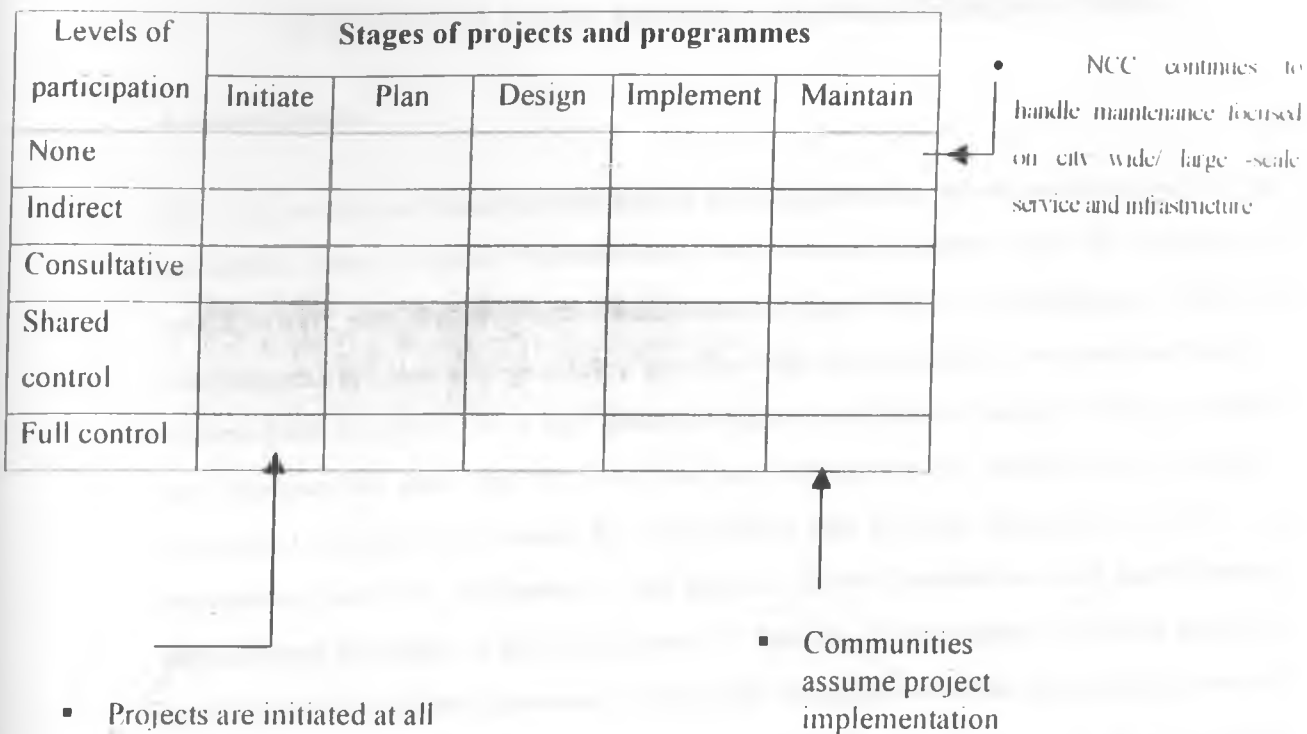 Levels of participation
Stages of projects and programmes
Initiate Plan Design Implement Maintain
None
Indirect
Consultative
Shared
control
Full control
• NCC continues to
handle maintenance focused
on city wide/ large -scale
service and infrastructure
▪ Projects are initiated at all
▪ Communities
assume project
implementation